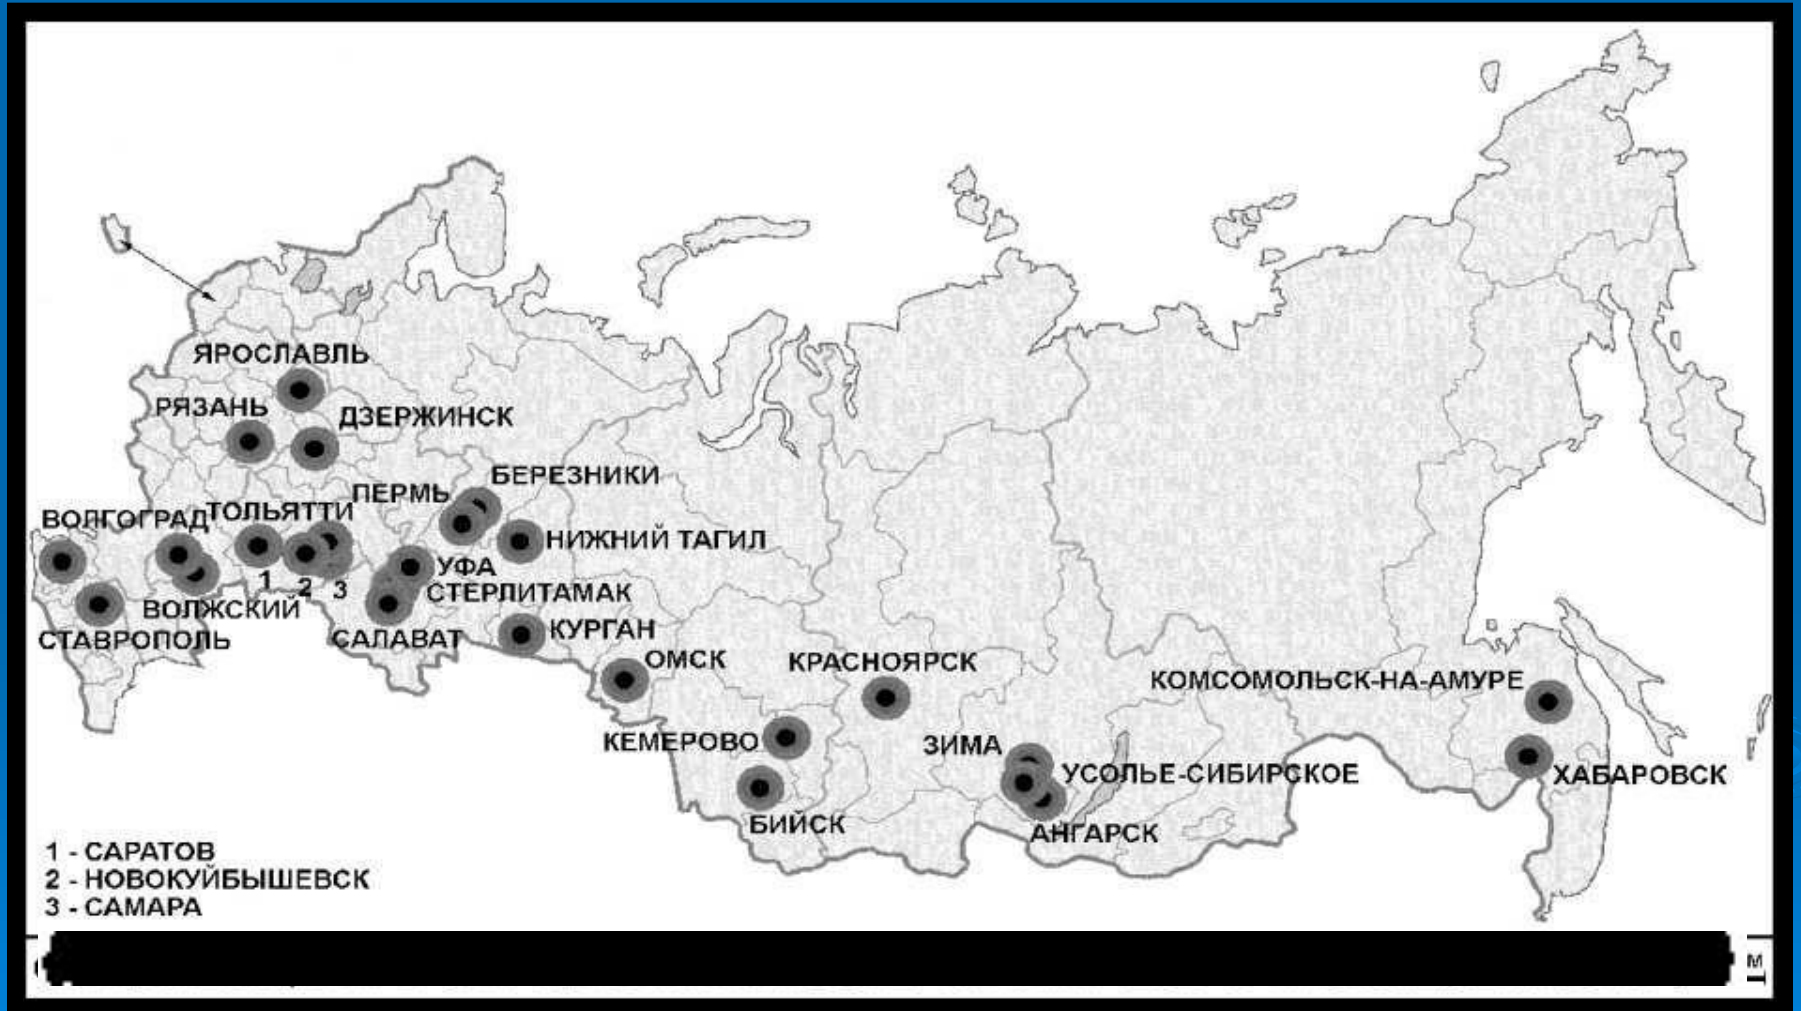 ЯРОСЛАВЛЬ
РЯЗАНЬ
ДЗЕРЖИНСК
БЕРЕЗНИКИ
ПЕРМЬ
ТОЛЬЯТТИ
ВОЛГОГРАД
НИЖНИЙ ТАГИЛ
УФА
1
2
3
СТЕРЛИТАМАК
ВОЛЖСКИЙ
КУРГАН
СТАВРОПОЛЬ
САЛАВАТ
ОМСК
КРАСНОЯРСК
КОМСОМОЛЬСК-НА-АМУРЕ
КЕМЕРОВО
ЗИМА
УСОЛЬЕ-СИБИРСКОЕ
ХАБАРОВСК
БИЙСК
АНГАРСК
1 - САРАТОВ
2 - НОВОКУЙБЫШЕВСК
3 - САМАРА